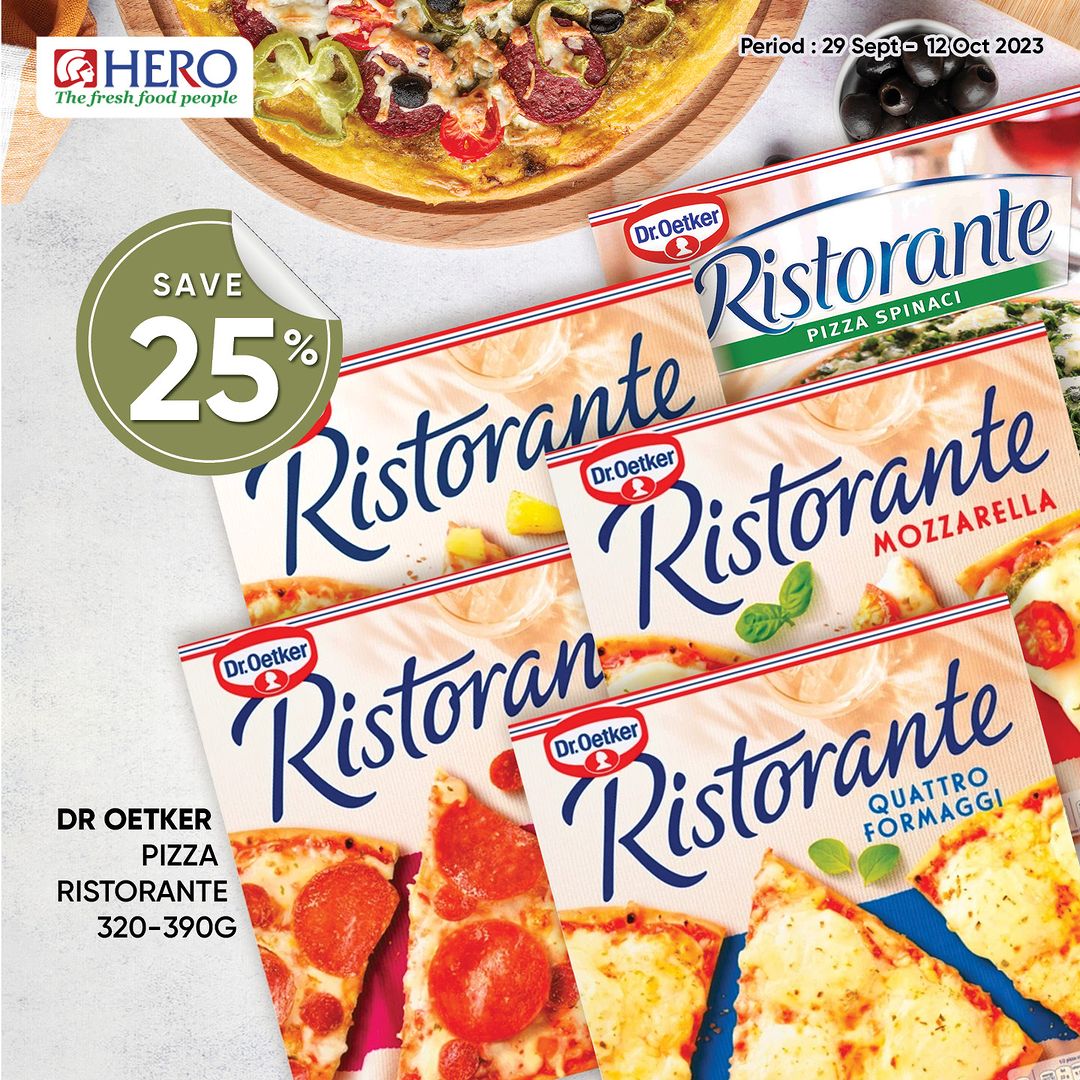 HERO
The fresh food people
Period : 29 Sept - 12 Oct 2023
SAVE
25%
Dr.Oetker
Ristorante
PIZZA SPINACI
Ristorante
Dr.Oetker
Ristorante
MOZZARELLA
Dr.Oetker
Ristoran
Dr.Oetker
Ristorante
QUATTRO
FORMAGGI
DR OETKER
PIZZA
RISTORANTE
320-390G